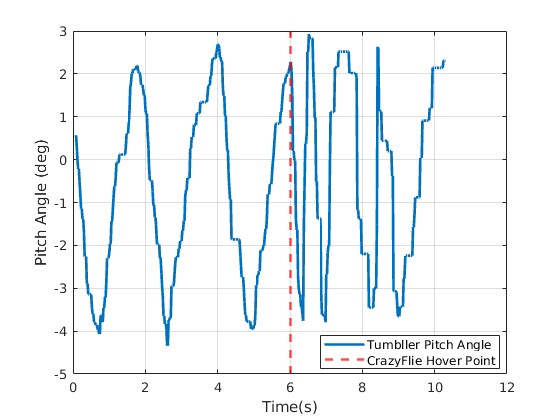 3
2
1
0
-1
-2
-3
-4
-5
Pitch Angle (deg)
0 2 4 6 8 10 12
Time(s)
Tumbller Pitch Angle
CrazyFlie Hover Point